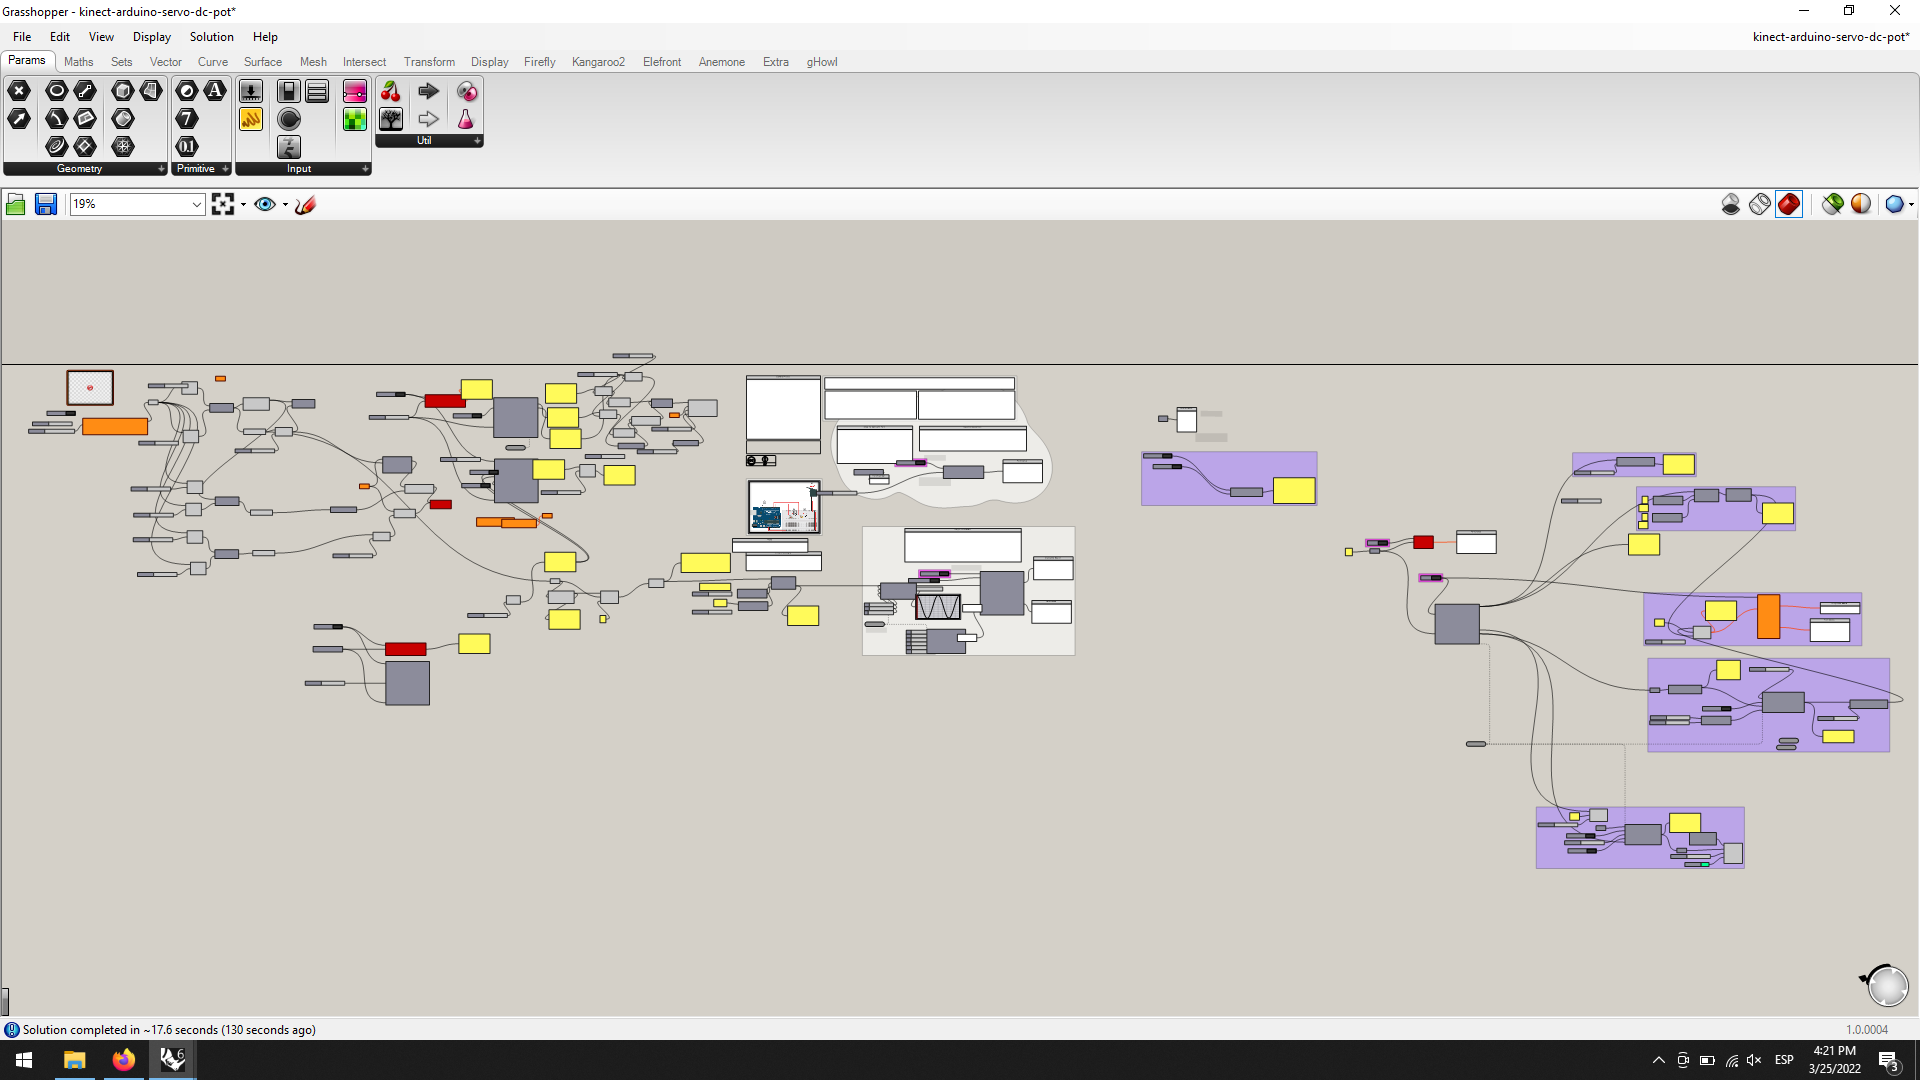 Grasshopper - kinect-arduino-servo-dc-pot*
File Edit View Display Solution Help
kinect-arduino-servo-dc-pot*
Params Maths Sets Vector Curve Surface Mesh Intersect Transform Display Firefly Kangaroo2 Elefront Anemone Extra gHowl
Geometry
Primitive
Input
Util
19%
Solution completed in ~17.6 seconds (130 seconds ago)
1.0.0004
ESP
4:21 PM
3/25/2022
3